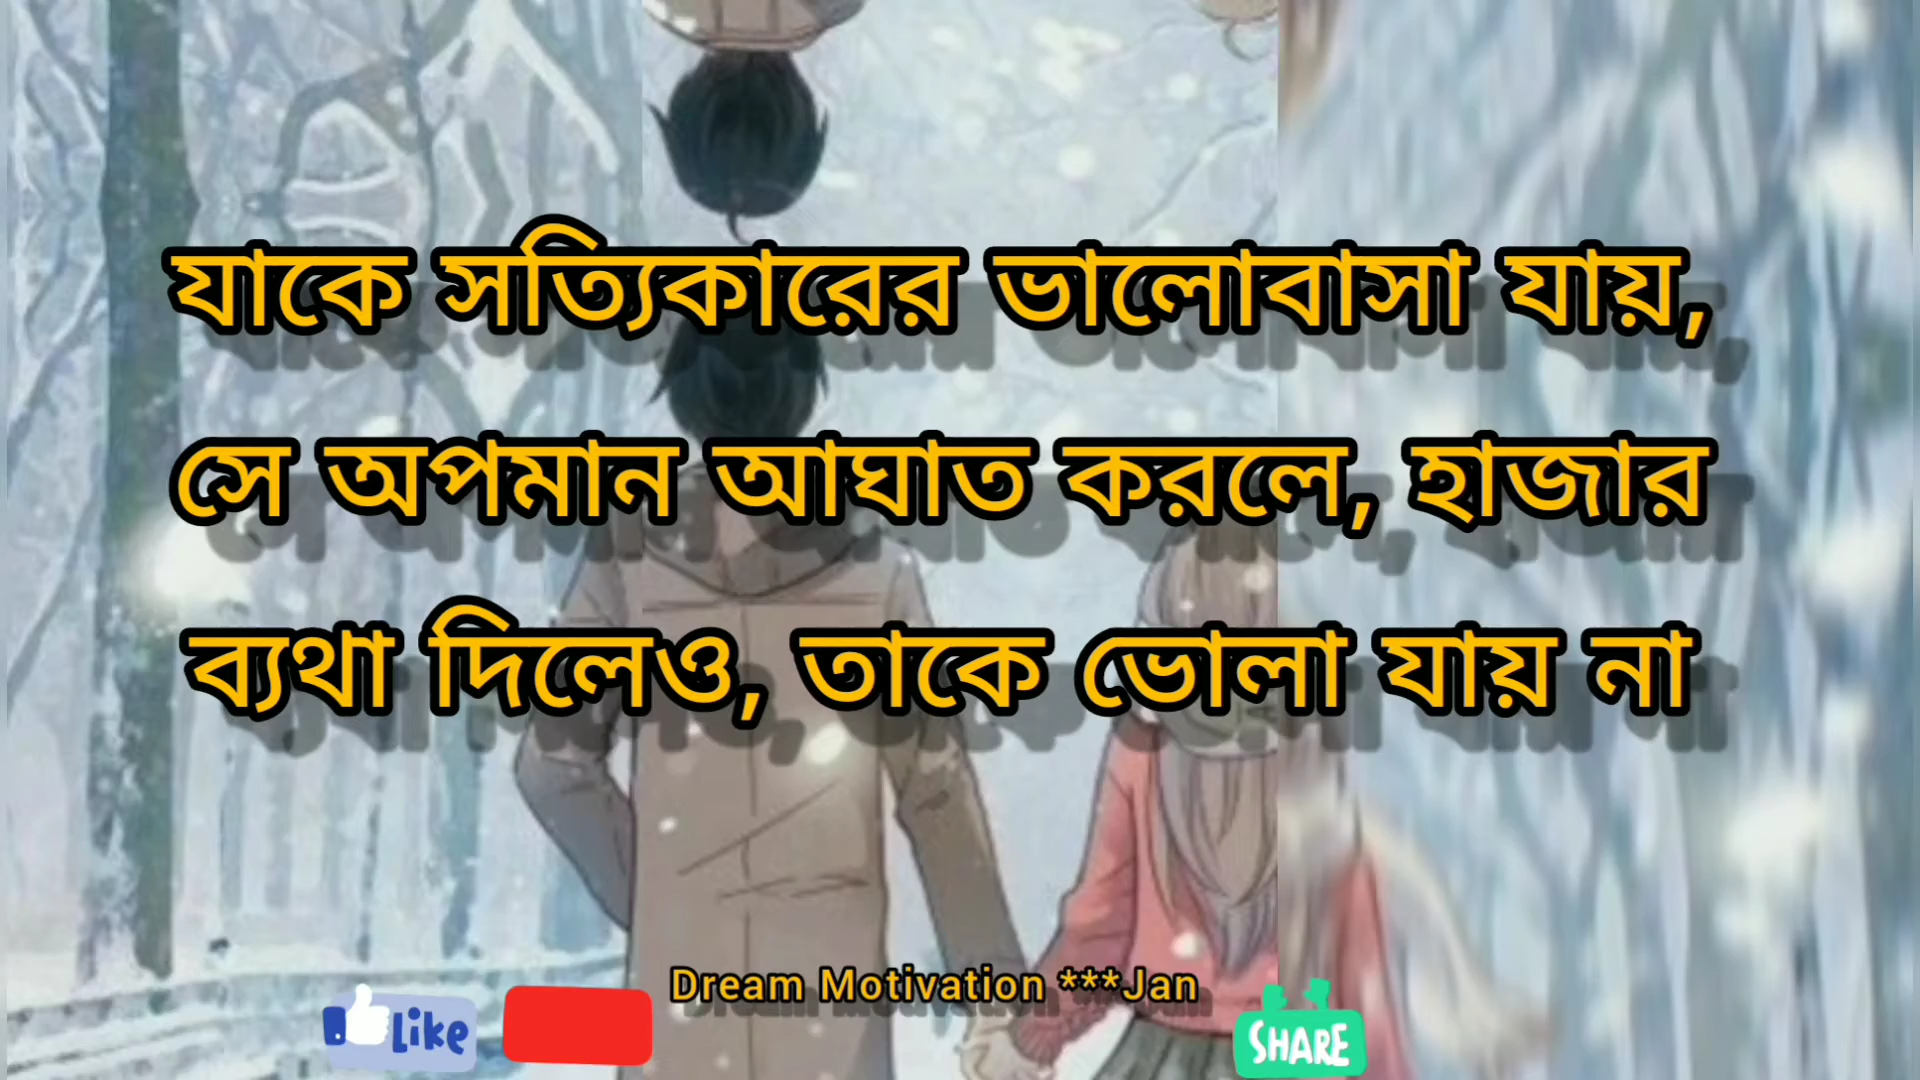 যাকে সত্যিকারের ভালোবাসা যায়,
সে অপমান আঘাত করলে, হাজার
ব্যথা দিলেও, তাকে ভোলা যায় না
Dream Motivation ***Jan
Like
SHARE